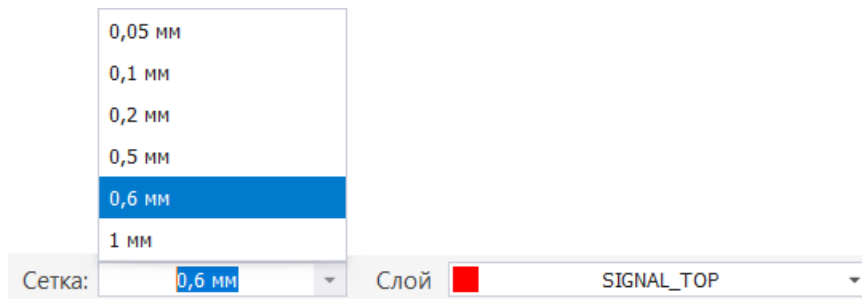 0,05 мм
0,1 мм
0,2 мм
0,5 мм
0,6 мм
1 мм
Сетка: 0,6 мм Слой SIGNAL_TOP